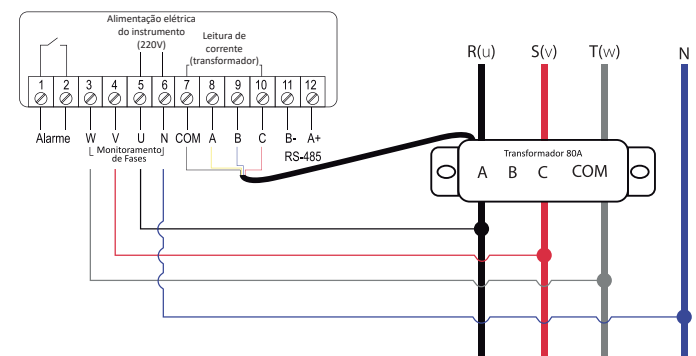 Alimentação elétrica
do instrumento
(220V)
Leitura de
corrente
(transformador)
1 2 3 4 5 6 7 8 9 10 11 12
Alarme W V U N COM A B C B- A+
Monitoramento
de Fases
RS-485
R(u) S(v) T(w) N
Transformador 80A
A B C COM